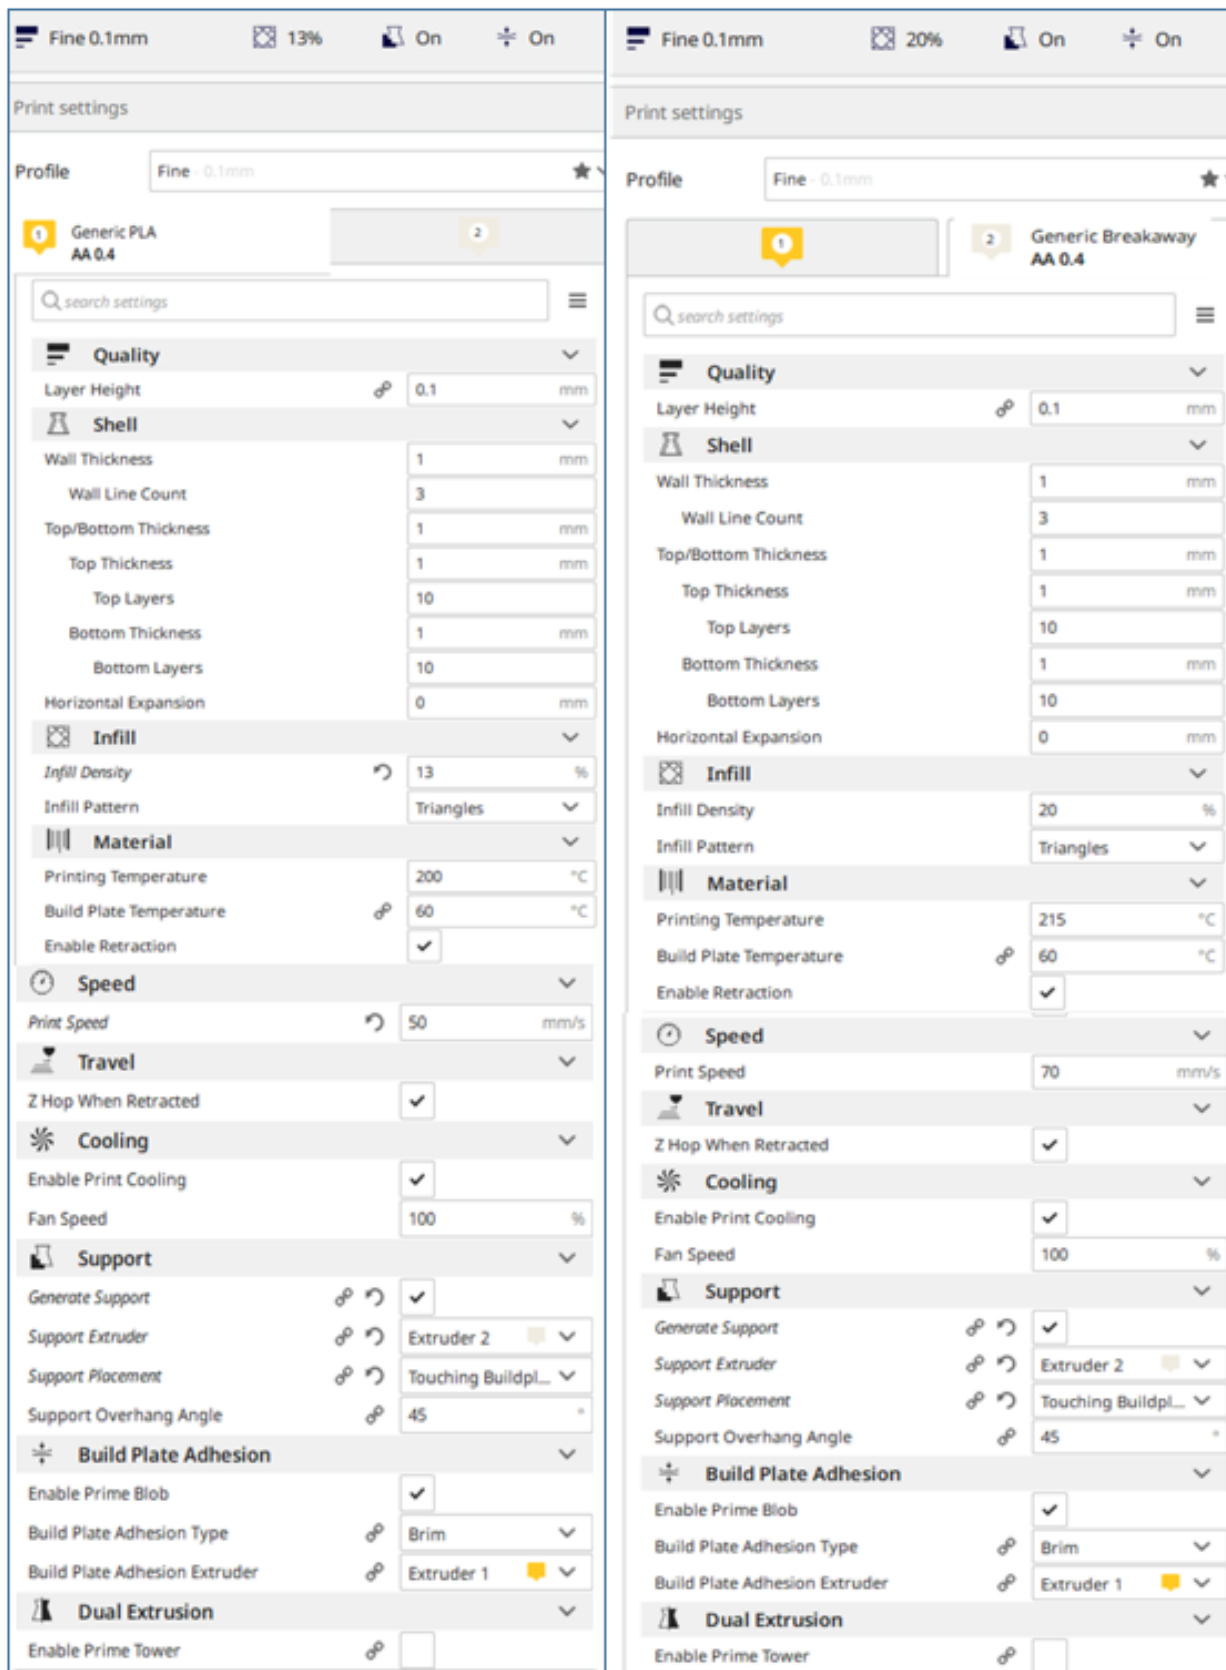 Fine 0.1mm 13% On On
Print settings
Profile Fine - 0.1mm
1 Generic PLA 2
AA 0.4
search settings
Quality
Layer Height 0.1 mm
Shell
Wall Thickness 1 mm
Wall Line Count 3
Top/Bottom Thickness 1 mm
Top Thickness 1 mm
Top Layers 10
Bottom Thickness 1 mm
Bottom Layers 10
Horizontal Expansion 0 mm
Infill
Infill Density 13 %
Infill Pattern Triangles
Material
Printing Temperature 200 °C
Build Plate Temperature 60 °C
Enable Retraction
Speed
Print Speed 50 mm/s
Travel
Z Hop When Retracted
Cooling
Enable Print Cooling
Fan Speed 100 %
Support
Generate Support
Support Extruder Extruder 2
Support Placement Touching Buildpl...
Support Overhang Angle 45 °
Build Plate Adhesion
Enable Prime Blob
Build Plate Adhesion Type Brim
Build Plate Adhesion Extruder Extruder 1
Dual Extrusion
Enable Prime Tower
Fine 0.1mm 20% On On
Print settings
Profile Fine - 0.1mm
1 2 Generic Breakaway
AA 0.4
search settings
Quality
Layer Height 0.1 mm
Shell
Wall Thickness 1 mm
Wall Line Count 3
Top/Bottom Thickness 1 mm
Top Thickness 1 mm
Top Layers 10
Bottom Thickness 1 mm
Bottom Layers 10
Horizontal Expansion 0 mm
Infill
Infill Density 20 %
Infill Pattern Triangles
Material
Printing Temperature 215 °C
Build Plate Temperature 60 °C
Enable Retraction
Speed
Print Speed 70 mm/s
Travel
Z Hop When Retracted
Cooling
Enable Print Cooling
Fan Speed 100 %
Support
Generate Support
Support Extruder Extruder 2
Support Placement Touching Buildpl...
Support Overhang Angle 45 °
Build Plate Adhesion
Enable Prime Blob
Build Plate Adhesion Type Brim
Build Plate Adhesion Extruder Extruder 1
Dual Extrusion
Enable Prime Tower